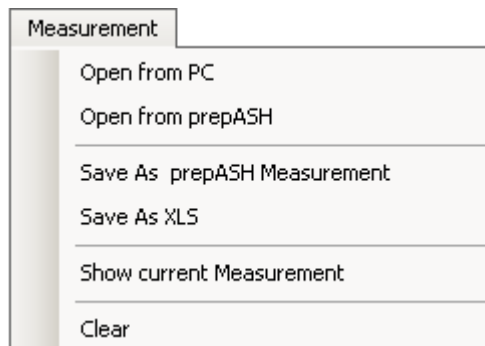 Measurement
Open from PC
Open from prepASH
Save As  prepASH Measurement
Save As XLS
Show current Measurement
Clear